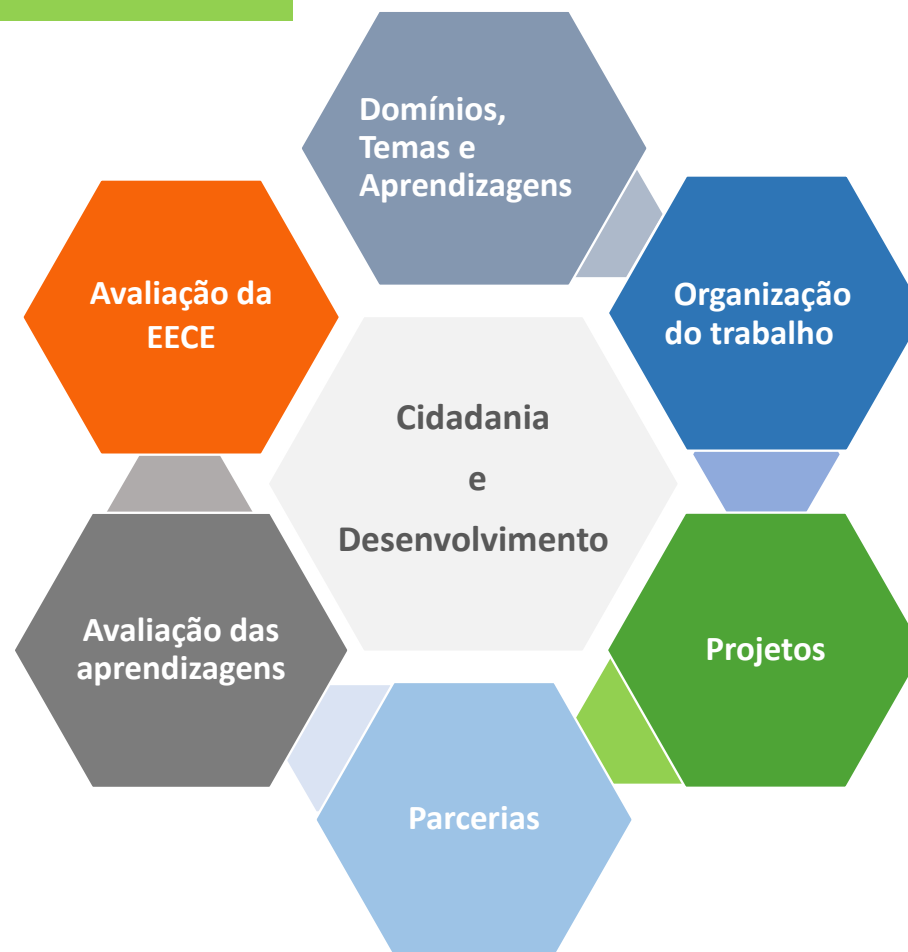 Domínios,
Temas e
Aprendizagens
Organização
do trabalho
Projetos
Parcerias
Avaliação das
aprendizagens
Avaliação da
EECE
Cidadania
e
Desenvolvimento